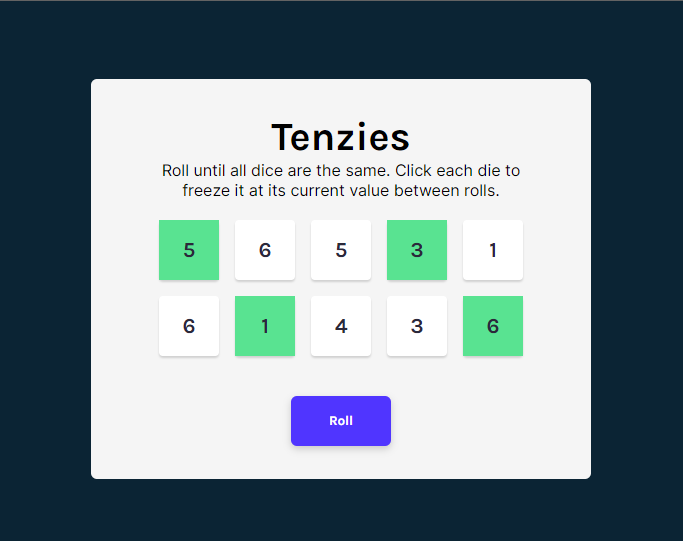 Tenzies
Roll until all dice are the same. Click each die to
freeze it at its current value between rolls.
5 6 5 3 1
6 1 4 3 6
Roll